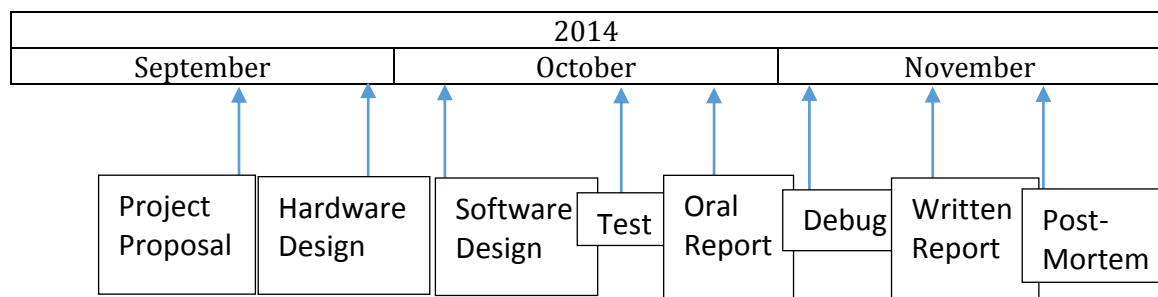 2014
September October November
Project
Proposal
Hardware
Design
Software
Design
Test
Oral
Report
Debug
Written
Report
Post-
Mortem